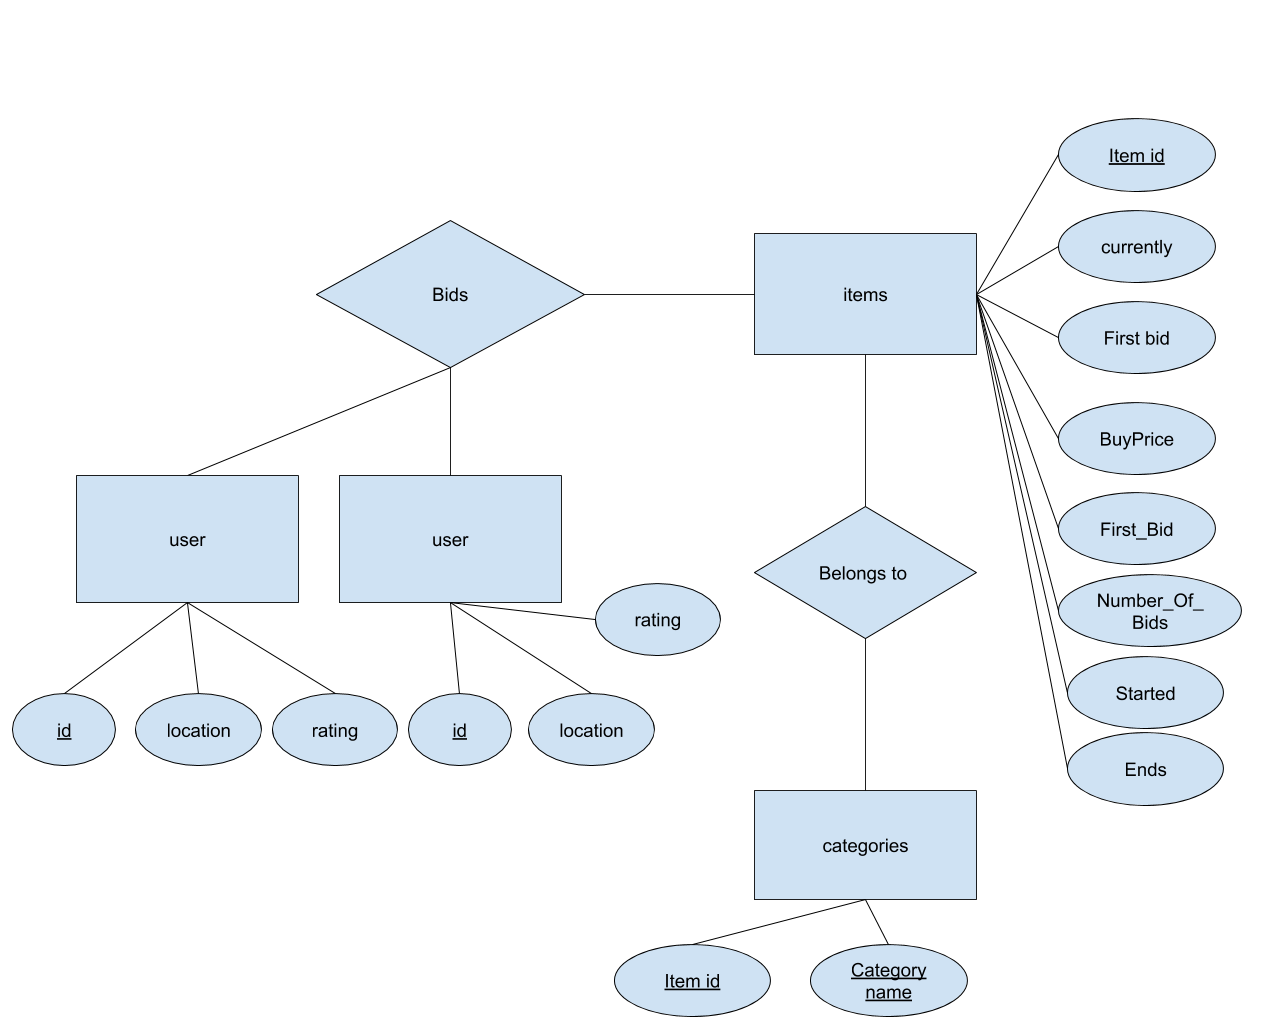 Item id
currently
Bids
items
First bid
BuyPrice
First_Bid
user
user
Belongs to
Number_Of_
Bids
rating
Started
id
location
rating
id
location
Ends
categories
Item id
Category
name